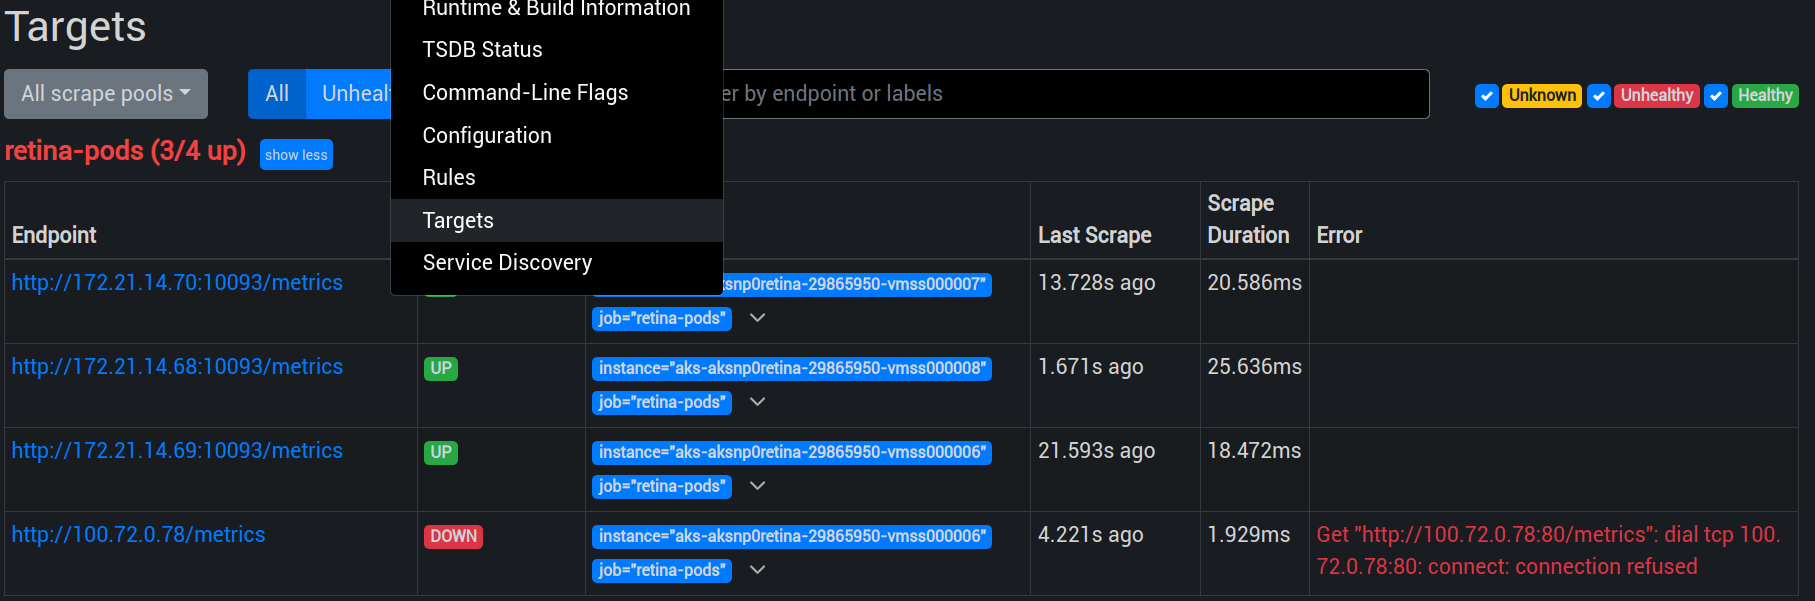 Targets
Runtime & Build Information
TSDB Status
Command-Line Flags
Configuration
Rules
Targets
Service Discovery
All scrape pools
All
er by endpoint or labels
Unknown
Unhealthy
Healthy
retina-pods (3/4 up)
show less
Endpoint
Last Scrape
Scrape
Duration
Error
http://172.21.14.70:10093/metrics
ksnp0retina-29865950-vmss000007"
job="retina-pods"
13.728s ago
20.586ms
http://172.21.14.68:10093/metrics
UP
instance="aks-aksnp0retina-29865950-vmss000008"
job="retina-pods"
1.671s ago
25.636ms
http://172.21.14.69:10093/metrics
UP
instance="aks-aksnp0retina-29865950-vmss000006"
job="retina-pods"
21.593s ago
18.472ms
http://100.72.0.78/metrics
DOWN
instance="aks-aksnp0retina-29865950-vmss000006"
job="retina-pods"
4.221s ago
1.929ms
Get "http://100.72.0.78:80/metrics": dial tcp 100.
72.0.78:80: connect: connection refused